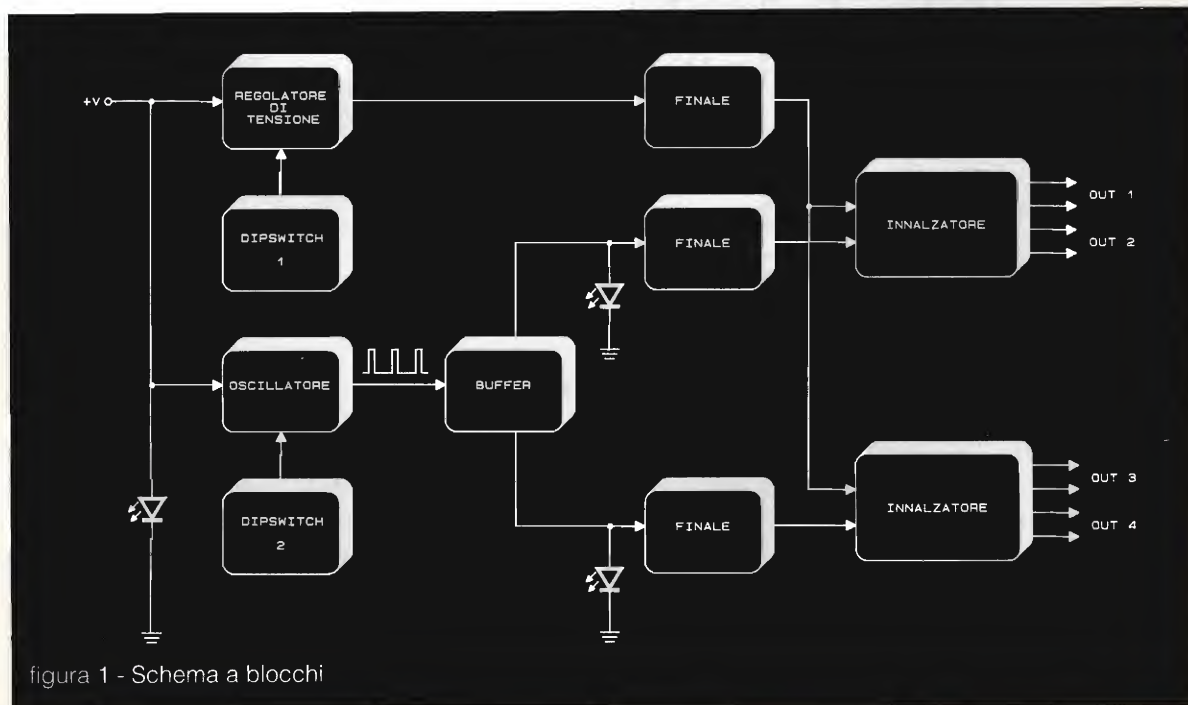 +V
REGOLATORE
DI
TENSIONE
FINALE
DIPSWITCH
1
FINALE
INNALZATORE
OUT 1
OUT 2
OSCILLATORE
BUFFER
DIPSWITCH
2
FINALE
INNALZATORE
OUT 3
OUT 4
figura 1 - Schema a blocchi